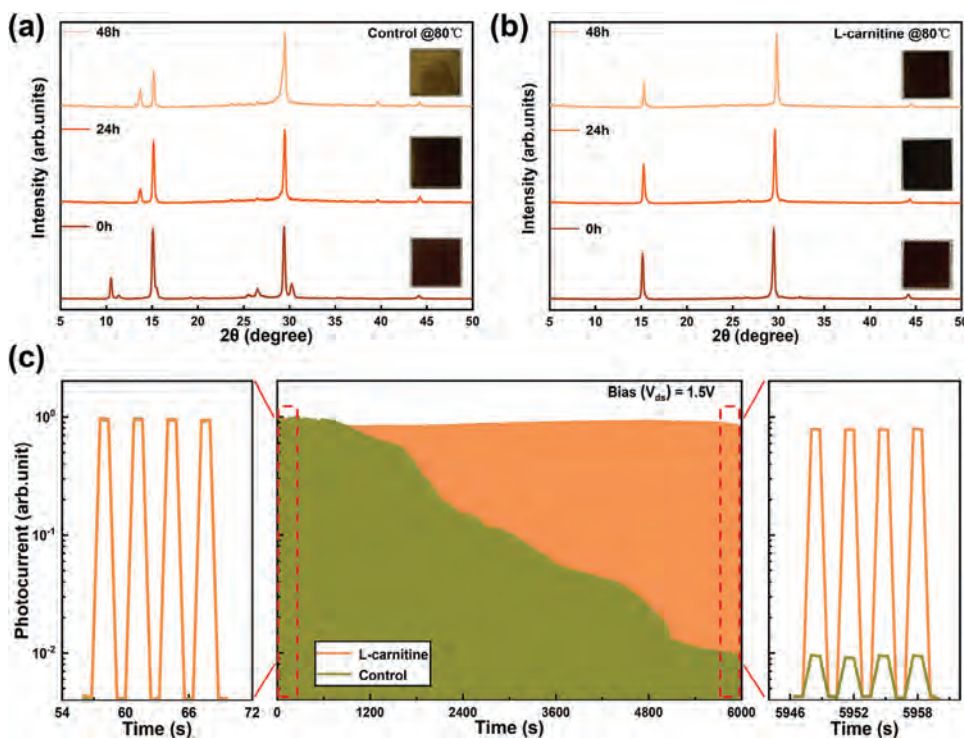 (a)
48h
Control @80℃
24h
0h
Intensity (arb.units)
5 10 15 20 25 30 35 40 45 50
2θ (degree)
(b)
48h
L-carnitine @80℃
24h
0h
Intensity (arb.units)
5 10 15 20 25 30 35 40 45 50
2θ (degree)
(c)
Bias (Vds) = 1.5V
Photocurrent (arb.unit)
10⁰
10⁻¹
10⁻²
L-carnitine
Control
54 60 66 72
Time (s)
0 1200 2400 3600 4800 6000
Time (s)
5946 5952 5958
Time (s)